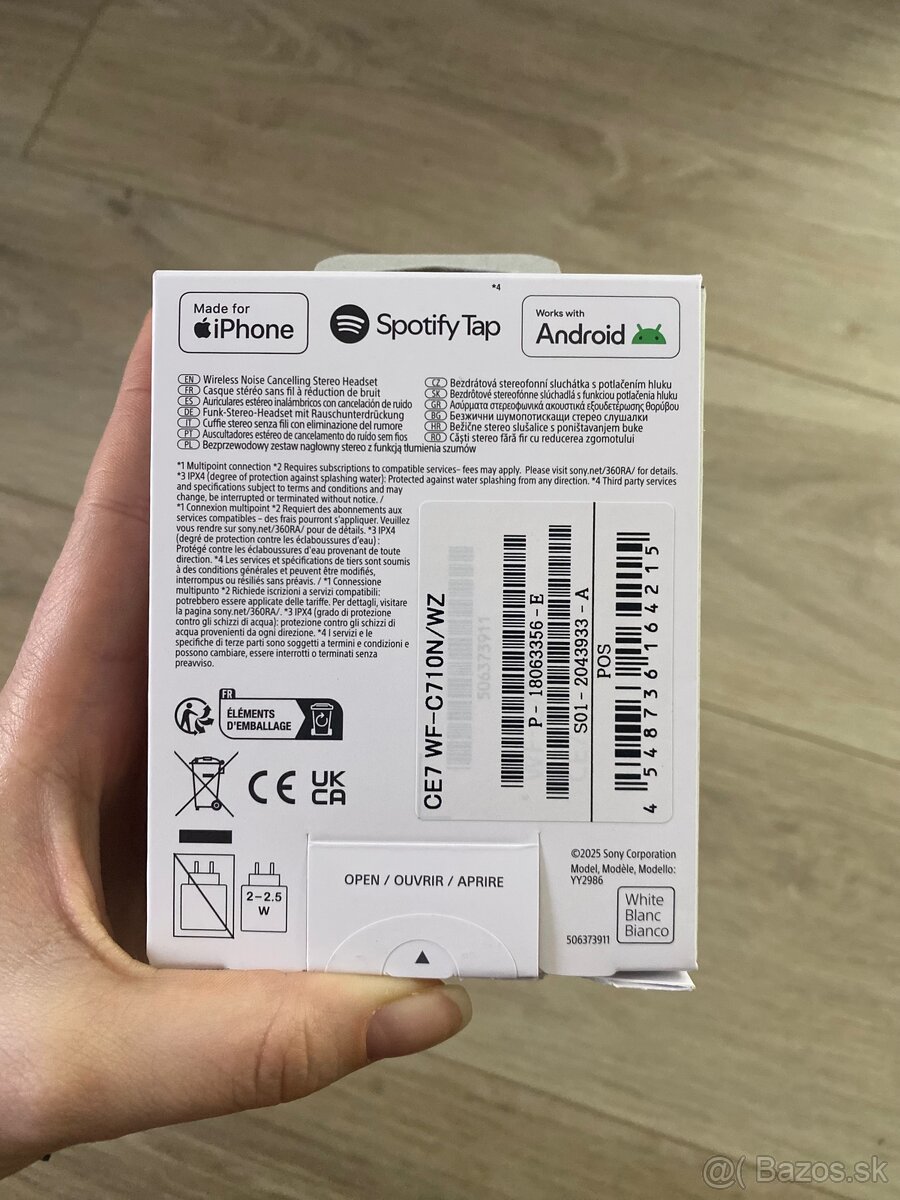 *4
Made for
iPhone
Spotify Tap
Works with
Android
EN Wireless Noise Cancelling Stereo Headset
FR Casque stéréo sans fil à réduction de bruit
ES Auriculares estéreo inalámbricos con cancelación de ruido
DE Funk-Stereo-Headset mit Rauschunterdrückung
IT Cuffie stereo senza fili con eliminazione del rumore
PT Auscultadores estéreo de cancelamento do ruído sem fios
PL Bezprzewodowy zestaw nagłowny stereo z funkcją tłumienia szumów
CZ Bezdrátová stereofonní sluchátka s potlačením hluku
SK Bezdrôtové stereofónne slúchadlá s funkciou potlačenia hluku
GR Ασύρματα στερεοφωνικά ακουστικά εξουδετέρωσης θορύβου
BG Безжични шумопотискащи стерео слушалки
HR Bežične stereo slušalice s poništavanjem buke
RO Căști stereo fără fir cu reducerea zgomotului
*1 Multipoint connection *2 Requires subscriptions to compatible services– fees may apply. Please visit sony.net/360RA/ for details.
*3 IPX4 (degree of protection against splashing water): Protected against water splashing from any direction. *4 Third party services
and specifications subject to terms and conditions and may
change, be interrupted or terminated without notice. /
*1 Connexion multipoint *2 Requiert des abonnements aux
services compatibles – des frais pourront s'appliquer. Veuillez
vous rendre sur sony.net/360RA/ pour de détails. *3 IPX4
(degré de protection contre les éclaboussures d'eau) :
Protégé contre les éclaboussures d'eau provenant de toute
direction. *4 Les services et spécifications de tiers sont soumis
à des conditions générales et peuvent être modifiés,
interrompus ou résiliés sans préavis. / *1 Connessione
multipunto *2 Richiede iscrizioni a servizi compatibili:
potrebbero essere applicate delle tariffe. Per dettagli, visitare
la pagina sony.net/360RA/. *3 IPX4 (grado di protezione
contro gli schizzi di acqua): protezione contro gli schizzi di
acqua provenienti da ogni direzione. *4 I servizi e le
specifiche di terze parti sono soggetti a termini e condizioni e
possono cambiare, essere interrotti o terminati senza
preavviso.
CE7 WF-C710N/WZ
506373911
P - 18063356 - E
S01 - 2043933 - A
POS
4 548736 164215
FR
ÉLÉMENTS
D'EMBALLAGE
CE
UK
CA
2–2.5
W
OPEN / OUVRIR / APRIRE
©2025 Sony Corporation
Model, Modèle, Modello:
YY2986
White
Blanc
Bianco
506373911
@( Bazos.sk